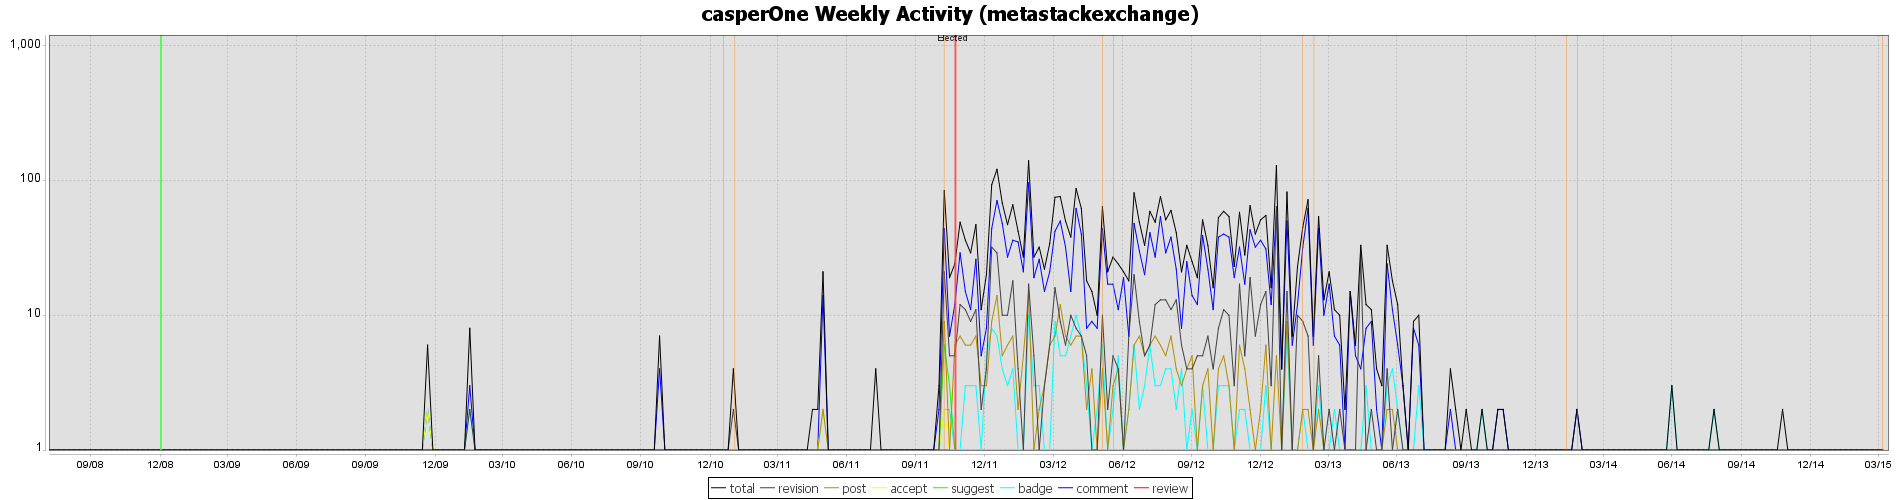 casperOne Weekly Activity (metastackexchange)
Elected
1,000
100
10
1
09/08 12/08 03/09 06/09 09/09 12/09 03/10 06/10 09/10 12/10 03/11 06/11 09/11 12/11 03/12 06/12 09/12 12/12 03/13 06/13 09/13 12/13 03/14 06/14 09/14 12/14 03/15
total revision post accept suggest badge comment review